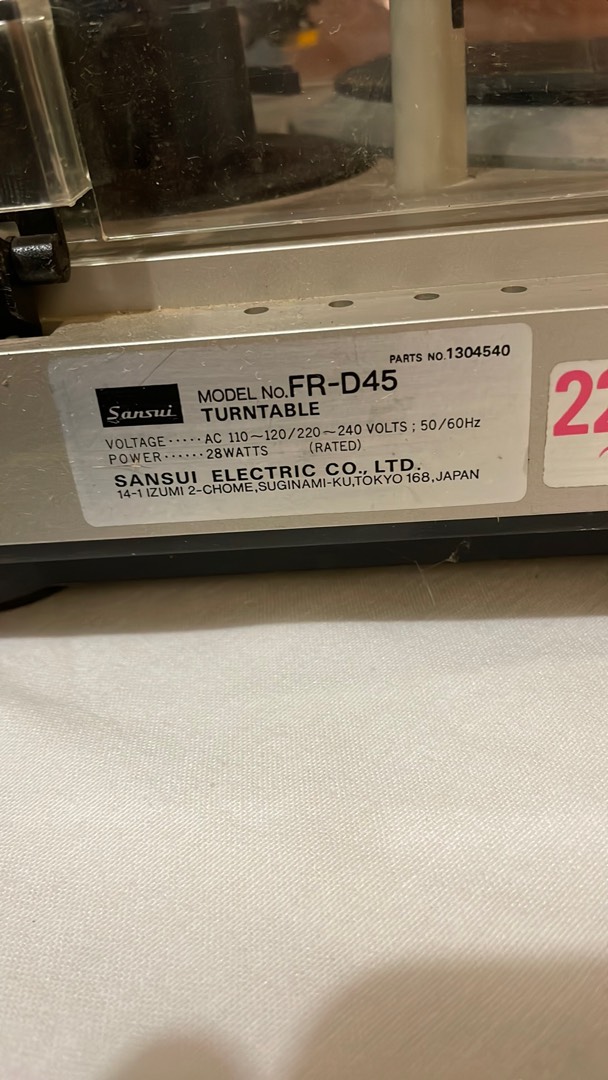 PARTS NO.1304540
Sansui
MODEL No.FR-D45
TURNTABLE
VOLTAGE·····AC 110~120/220~240 VOLTS ; 50/60Hz
POWER······28WATTS (RATED)
SANSUI ELECTRIC CO., LTD.
14-1 IZUMI 2-CHOME,SUGINAMI-KU,TOKYO 168,JAPAN
22